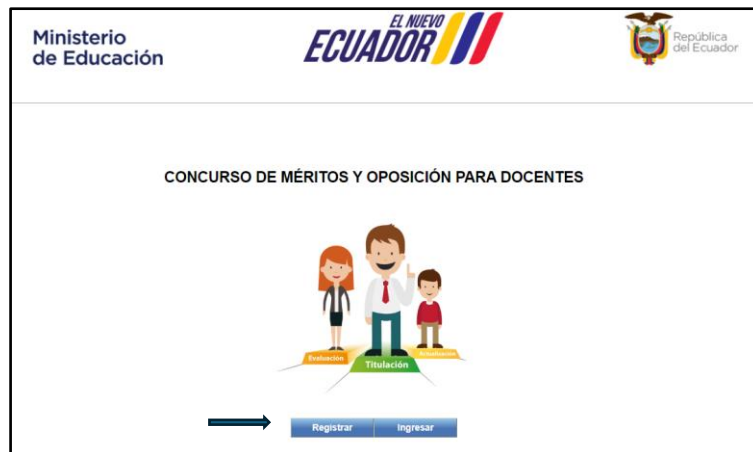 Ministerio
de Educación
EL NUEVO
ECUADOR
República
del Ecuador
CONCURSO DE MÉRITOS Y OPOSICIÓN PARA DOCENTES
Evaluación
Titulación
Actualización
Registrar
Ingresar